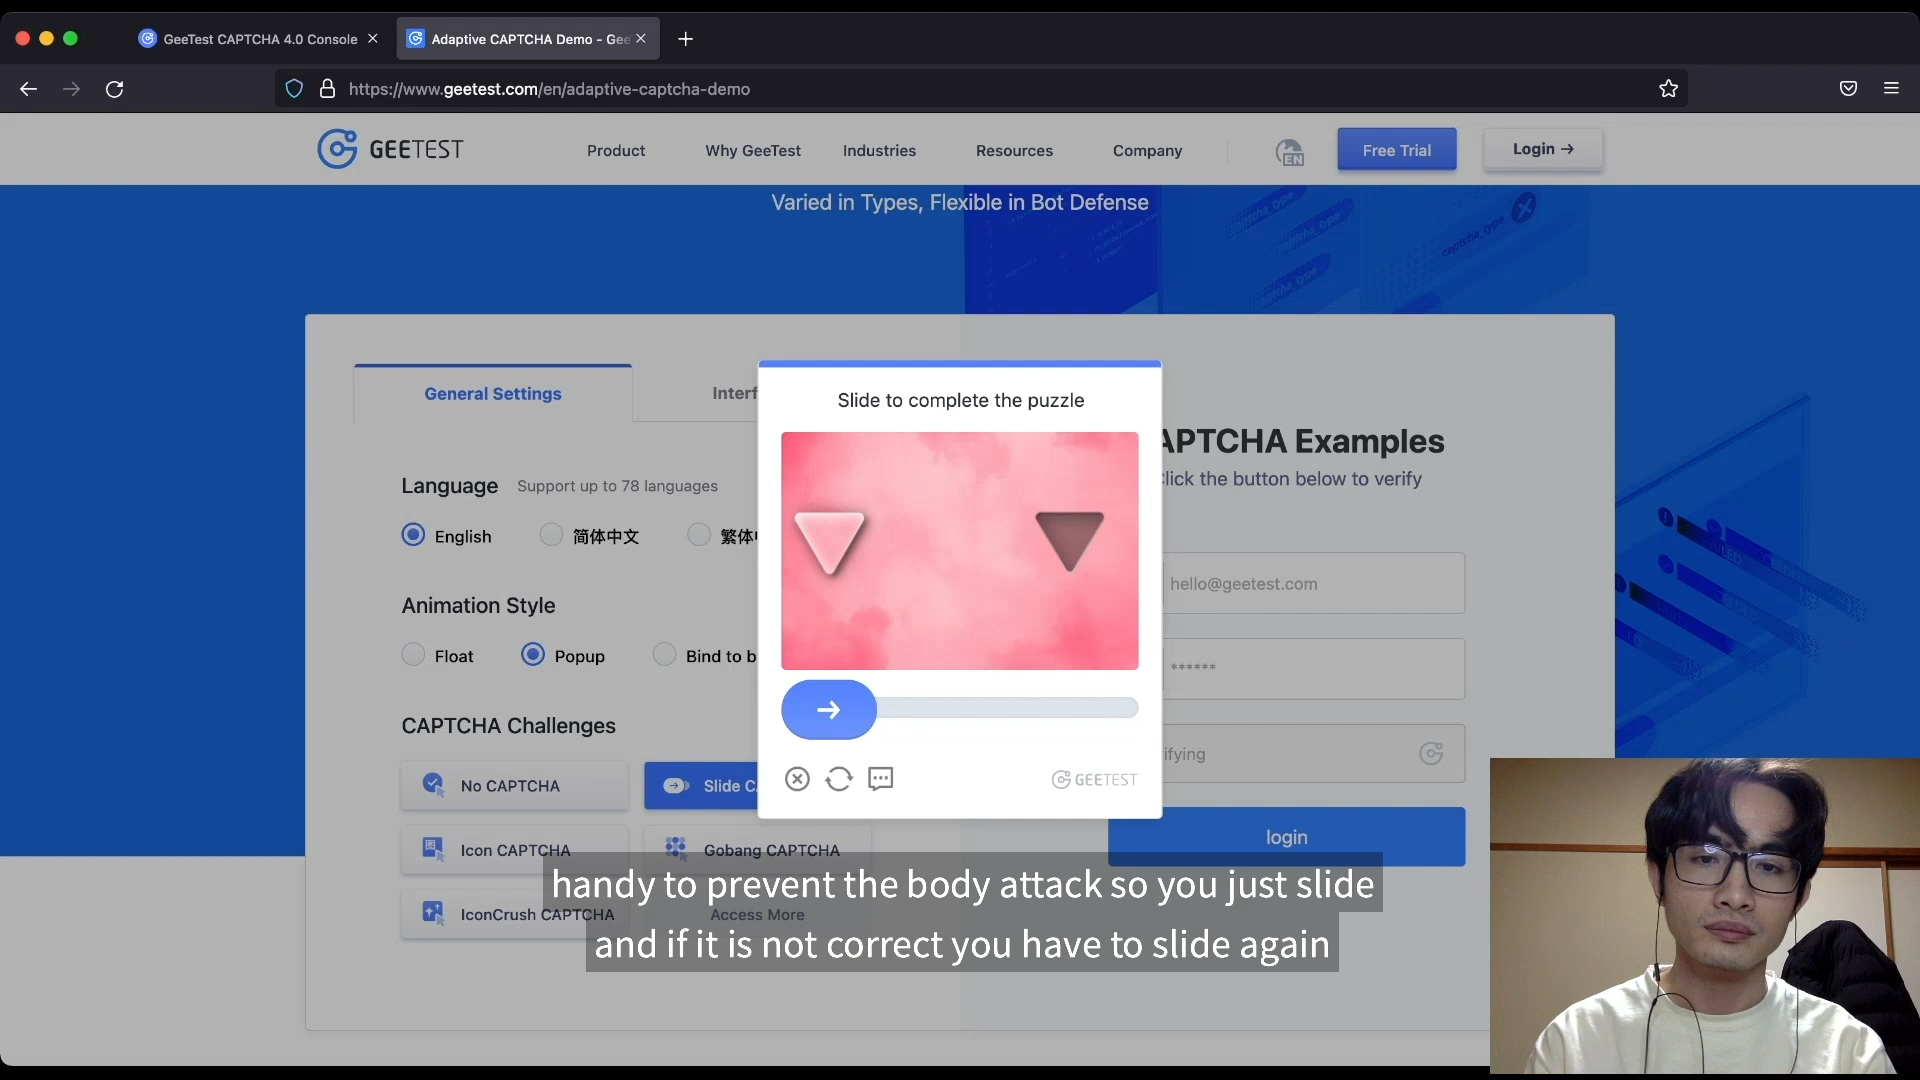 GeeTest CAPTCHA 4.0 Console
Adaptive CAPTCHA Demo - Gee
https://www.geetest.com/en/adaptive-captcha-demo
GEETEST
Product
Why GeeTest
Industries
Resources
Company
EN
Free Trial
Login →
Varied in Types, Flexible in Bot Defense
captcha_type
captcha_type
captcha_type
captcha_type
General Settings
Interf
Slide to complete the puzzle
APTCHA Examples
lick the button below to verify
Language
Support up to 78 languages
English
简体中文
繁体
hello@geetest.com
Animation Style
Float
Popup
Bind to b
******
CAPTCHA Challenges
ifying
No CAPTCHA
Slide C
GEETEST
login
Icon CAPTCHA
Gobang CAPTCHA
IconCrush CAPTCHA
Access More
handy to prevent the body attack so you just slide
and if it is not correct you have to slide again